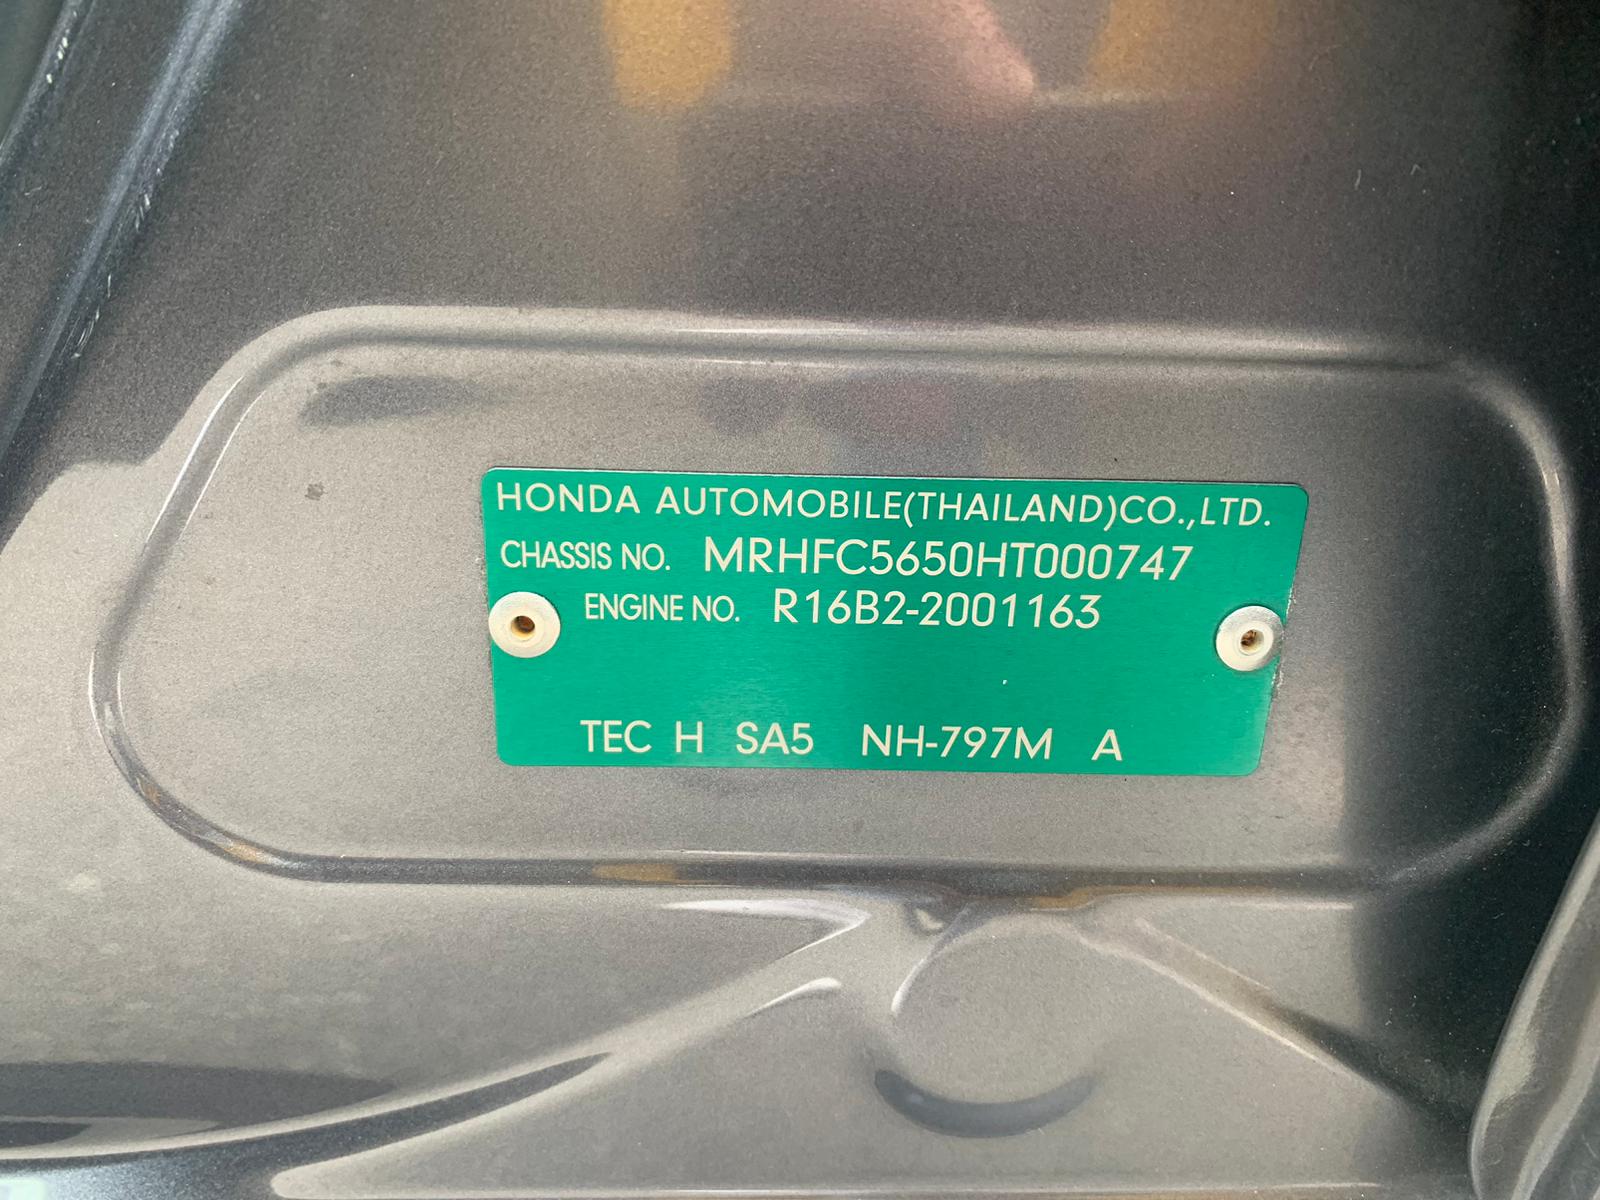 HONDA AUTOMOBILE(THAILAND)CO.,LTD.
CHASSIS NO. MRHFC5650HT000747
ENGINE NO. R16B2-2001163
TEC H SA5 NH-797M A